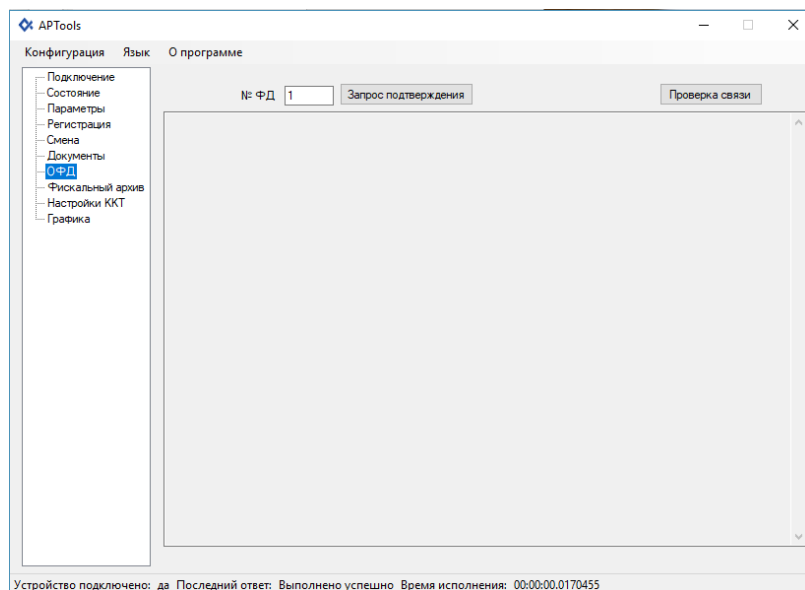 APTools
Конфигурация Язык О программе
Подключение
Состояние
Параметры
Регистрация
Смена
Документы
ОФД
Фискальный архив
Настройки ККТ
Графика
№ ФД 1 Запрос подтверждения Проверка связи
Устройство подключено: да Последний ответ: Выполнено успешно Время исполнения: 00:00:00.0170455